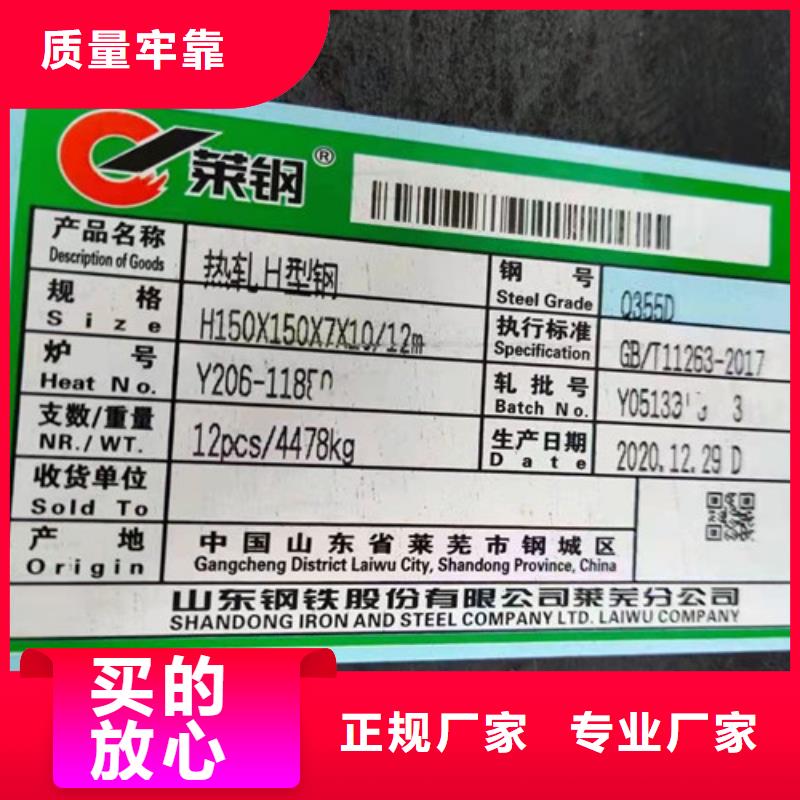 质量牢靠
莱钢®
产品名称 热轧H型钢 钢号 Q355D
Description of Goods Steel Grade
规格 H150X150X7X10/12m 执行标准 GB/T11263-2017
Size Specification
炉号 Y206-118 轧批号 Y05133
Heat No. Batch No.
支数/重量 12pcs/4478kg 生产日期 2020.12.29 D
NR./WT. Date
收货单位
Sold To
产地 中国山东省莱芜市钢城区
Origin Gangcheng District Laiwu City, Shandong Province, China
山东钢铁股份有限公司莱芜分公司
SHANDONG IRON AND STEEL COMPANY LTD. LAIWU COMPANY
买的
放心
正规厂家 专业厂家